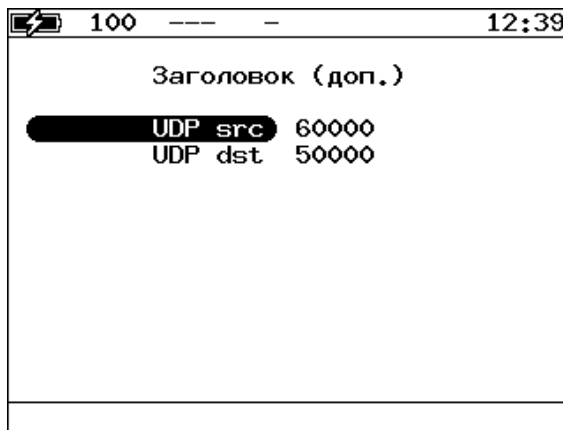 100 --- - 12:39
Заголовок (доп.)
UDP src 60000
UDP dst 50000